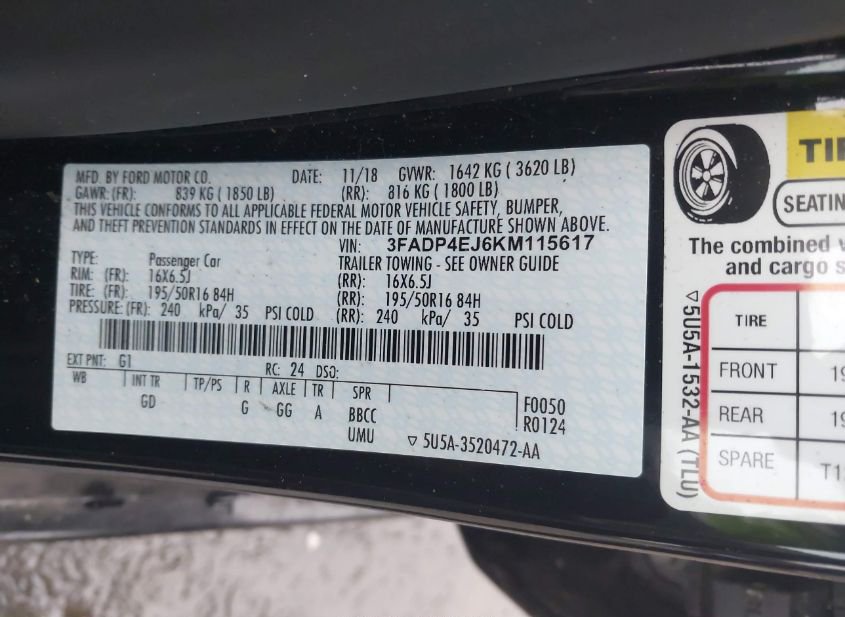 MFD. BY FORD MOTOR CO. DATE: 11/18 GVWR: 1642 KG ( 3620 LB)
GAWR: (FR): 839 KG ( 1850 LB) (RR): 816 KG ( 1800 LB)
THIS VEHICLE CONFORMS TO ALL APPLICABLE FEDERAL MOTOR VEHICLE SAFETY, BUMPER,
AND THEFT PREVENTION STANDARDS IN EFFECT ON THE DATE OF MANUFACTURE SHOWN ABOVE.
VIN: 3FADP4EJ6KM115617
TYPE: Passenger Car TRAILER TOWING - SEE OWNER GUIDE
RIM: (FR): 16X6.5J (RR): 16X6.5J
TIRE: (FR): 195/50R16 84H (RR): 195/50R16 84H
PRESSURE: (FR): 240 kPa/ 35 PSI COLD (RR): 240 kPa/ 35 PSI COLD
EXT PNT: G1 RC: 24 DSO:
WB INT TR TP/PS R AXLE TR SPR
GD G GG A BBCC F0050
UMU R0124
5U5A-3520472-AA
TI
SEATIN
The combined
and cargo s
5U5A-1532-AA (TLU)
TIRE
FRONT 19
REAR 19
SPARE T1